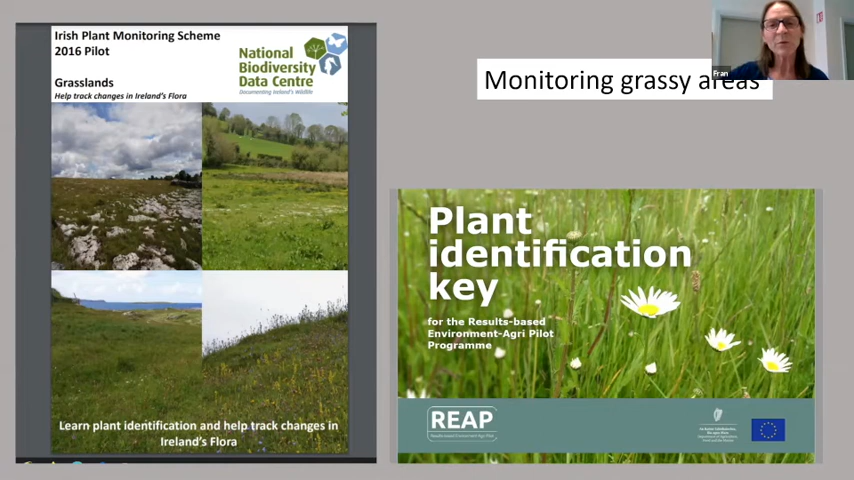 Irish Plant Monitoring Scheme
2016 Pilot
National
Biodiversity
Data Centre
Documenting Ireland's Wildlife
Grasslands
Help track changes in Ireland's Flora
Learn plant identification and help track changes in
Ireland's Flora
Fran
Monitoring grassy areas
Plant
identification
key
for the Results-based
Environment-Agri Pilot
Programme
REAP